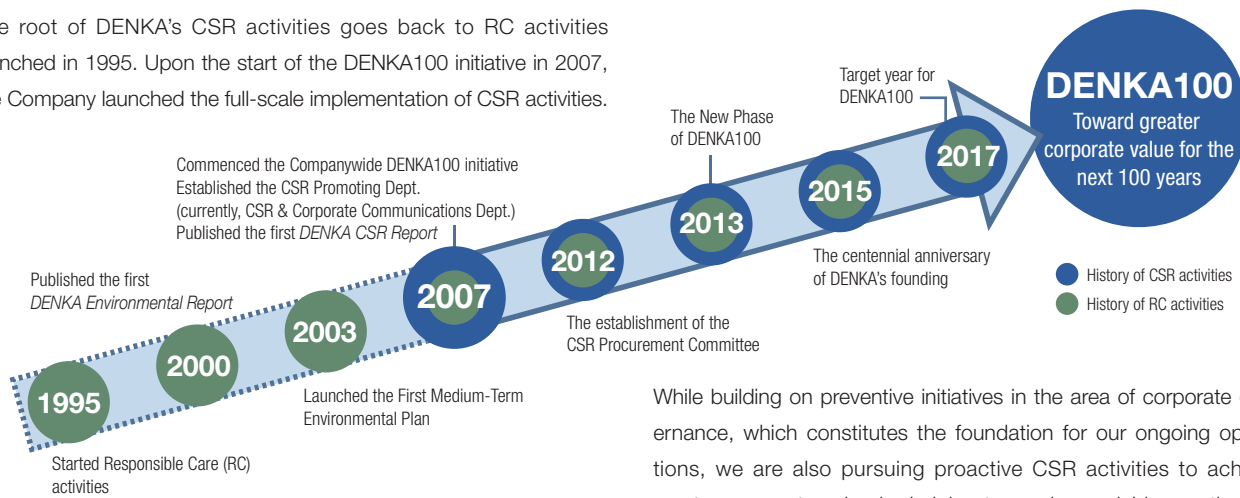 root of DENKA's CSR activities goes back to RC activities
in 1995. Upon the start of the DENKA100 initiative in 2007,
Company launched the full-scale implementation of CSR activities.
Target year for
DENKA100
DENKA100
Toward greater
corporate value for the
next 100 years
The New Phase
of DENKA100
Commenced the Companywide DENKA100 initiative
Established the CSR Promoting Dept.
(currently, CSR & Corporate Communications Dept.)
Published the first DENKA CSR Report
2017
2015
2013
2012
2007
2003
2000
1995
The centennial anniversary
of DENKA's founding
History of CSR activities
History of RC activities
Published the first
DENKA Environmental Report
The establishment of the
CSR Procurement Committee
Launched the First Medium-Term
Environmental Plan
Started Responsible Care (RC)
activities
While building on preventive initiatives in the area of corporate
ernance, which constitutes the foundation for our ongoing
tions, we are also pursuing proactive CSR activities to